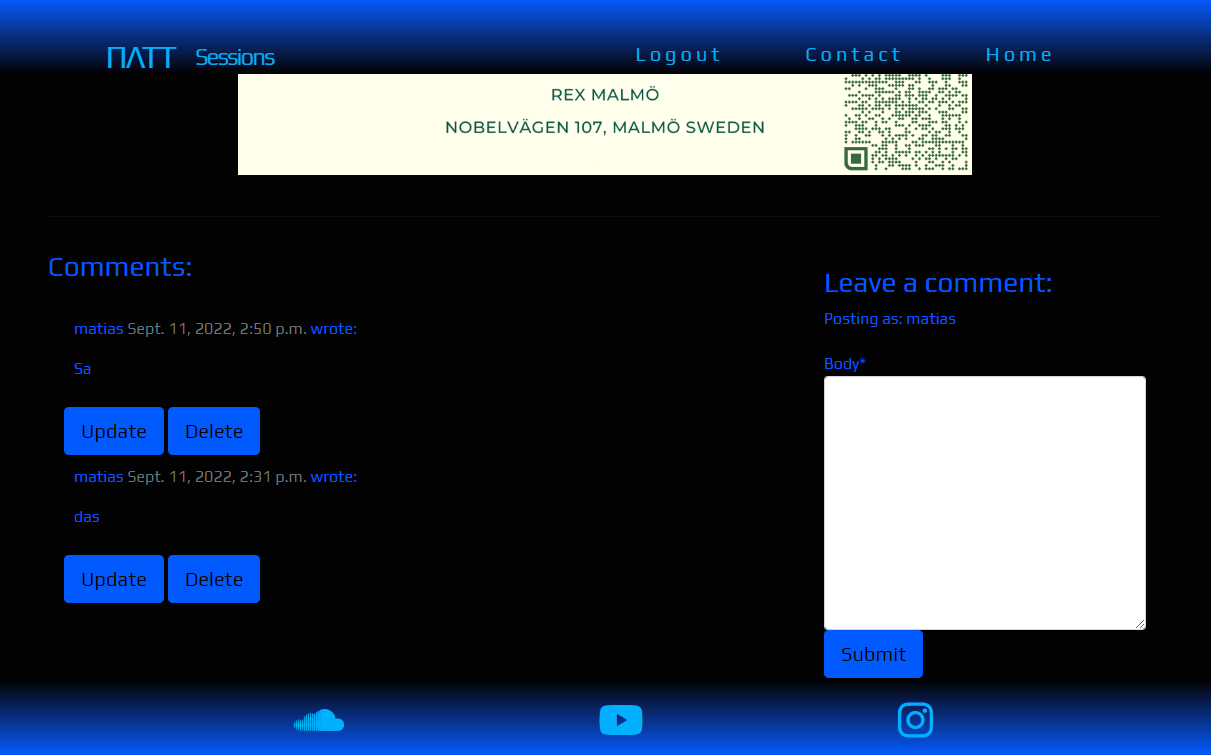 ПΛTT Sessions
Logout Contact Home
REX MALMÖ
NOBELVÄGEN 107, MALMÖ SWEDEN
Comments:
matias Sept. 11, 2022, 2:50 p.m. wrote:
Sa
Update Delete
matias Sept. 11, 2022, 2:31 p.m. wrote:
das
Update Delete
Leave a comment:
Posting as: matias
Body*
Submit